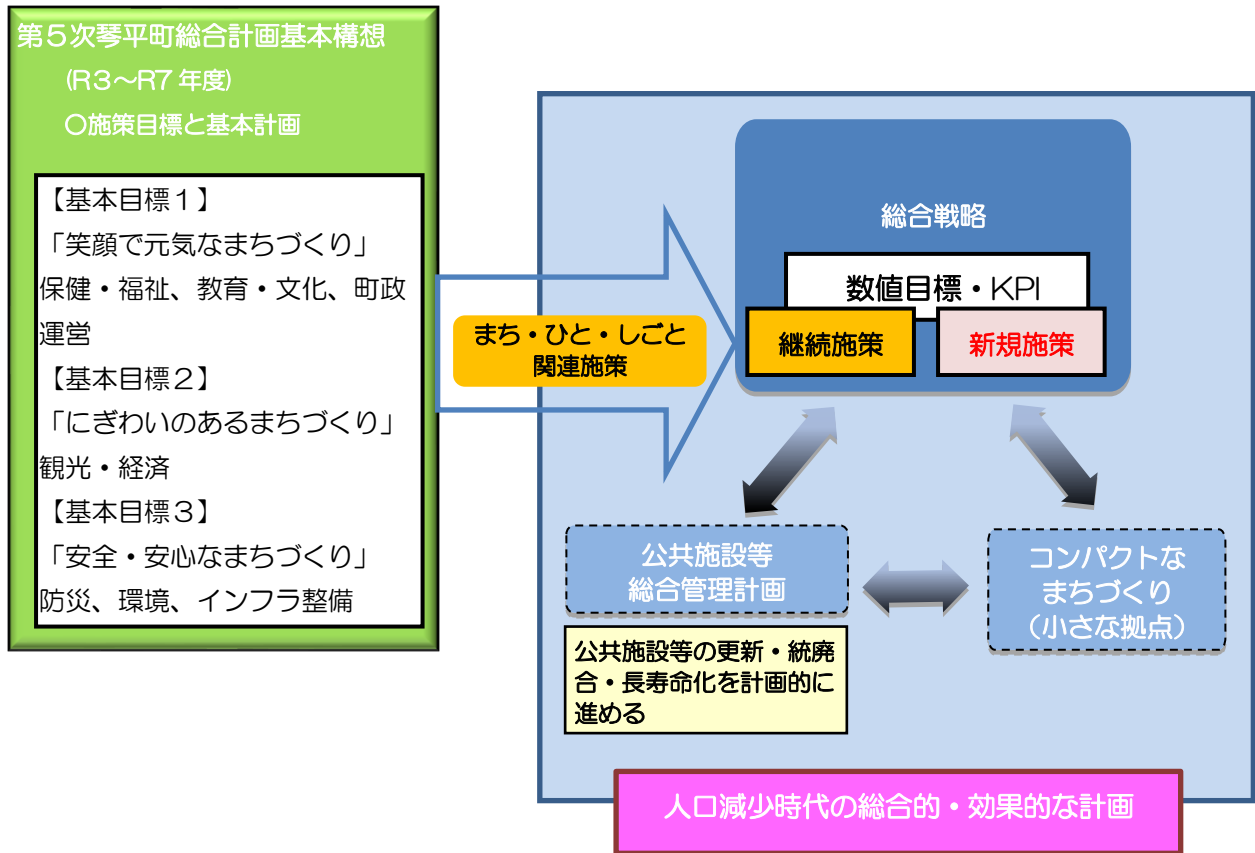 第5次琴平町総合計画基本構想
(R3～R7年度)
○施策目標と基本計画
【基本目標1】
「笑顔で元気なまちづくり」
保健・福祉、教育・文化、町政
運営
【基本目標2】
「にぎわいのあるまちづくり」
観光・経済
【基本目標3】
「安全・安心なまちづくり」
防災、環境、インフラ整備
まち・ひと・しごと
関連施策
総合戦略
数値目標・KPI
継続施策
新規施策
公共施設等
総合管理計画
コンパクトな
まちづくり
（小さな拠点）
公共施設等の更新・統廃
合・長寿命化を計画的に
進める
人口減少時代の総合的・効果的な計画